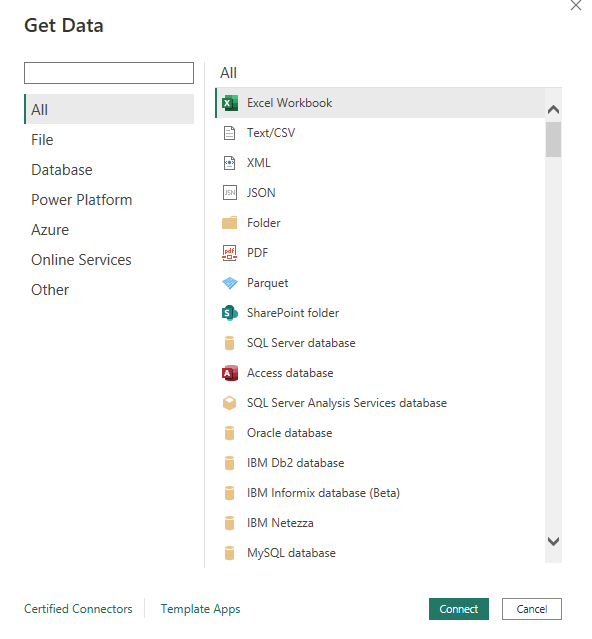 Get Data
All
File
Database
Power Platform
Azure
Online Services
Other
All
Excel Workbook
Text/CSV
XML
JSON
Folder
PDF
Parquet
SharePoint folder
SQL Server database
Access database
SQL Server Analysis Services database
Oracle database
IBM Db2 database
IBM Informix database (Beta)
IBM Netezza
MySQL database
Certified Connectors
Template Apps
Connect
Cancel